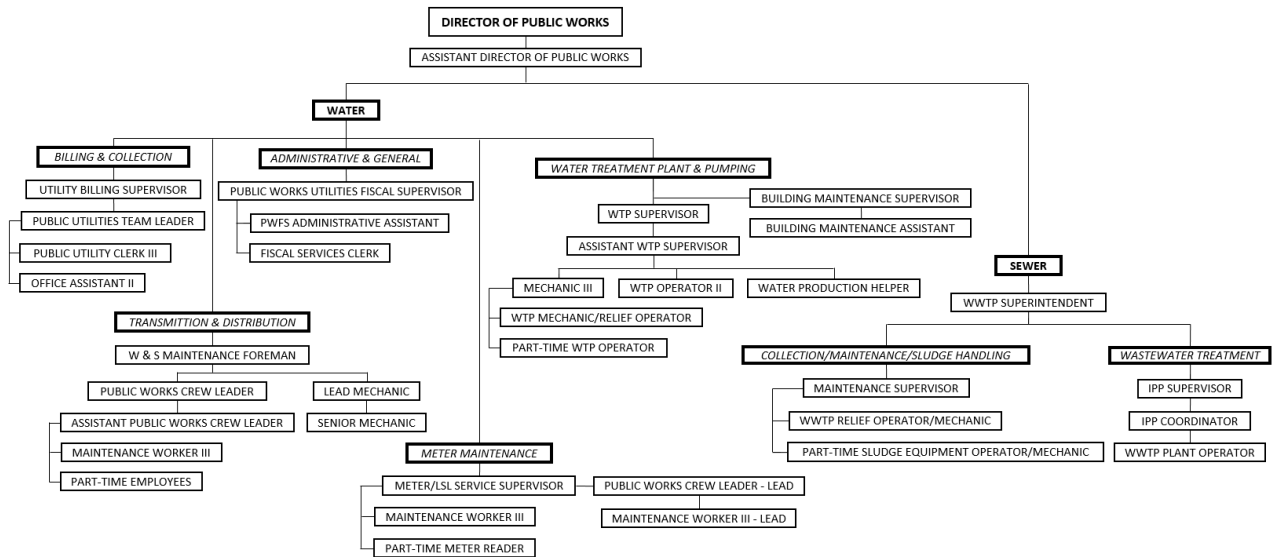 DIRECTOR OF PUBLIC WORKS
ASSISTANT DIRECTOR OF PUBLIC WORKS
WATER
BILLING & COLLECTION
UTILITY BILLING SUPERVISOR
PUBLIC UTILITIES TEAM LEADER
PUBLIC UTILITY CLERK III
OFFICE ASSISTANT II
TRANSMITTION & DISTRIBUTION
W & S MAINTENANCE FOREMAN
PUBLIC WORKS CREW LEADER
ASSISTANT PUBLIC WORKS CREW LEADER
MAINTENANCE WORKER III
PART-TIME EMPLOYEES
LEAD MECHANIC
SENIOR MECHANIC
ADMINISTRATIVE & GENERAL
PUBLIC WORKS UTILITIES FISCAL SUPERVISOR
PWFS ADMINISTRATIVE ASSISTANT
FISCAL SERVICES CLERK
METER MAINTENANCE
METER/LSL SERVICE SUPERVISOR
MAINTENANCE WORKER III
PART-TIME METER READER
PUBLIC WORKS CREW LEADER - LEAD
MAINTENANCE WORKER III - LEAD
WATER TREATMENT PLANT & PUMPING
BUILDING MAINTENANCE SUPERVISOR
BUILDING MAINTENANCE ASSISTANT
WTP SUPERVISOR
ASSISTANT WTP SUPERVISOR
MECHANIC III
WTP MECHANIC/RELIEF OPERATOR
PART-TIME WTP OPERATOR
WTP OPERATOR II
WATER PRODUCTION HELPER
SEWER
WWTP SUPERINTENDENT
COLLECTION/MAINTENANCE/SLUDGE HANDLING
MAINTENANCE SUPERVISOR
WWTP RELIEF OPERATOR/MECHANIC
PART-TIME SLUDGE EQUIPMENT OPERATOR/MECHANIC
WASTEWATER TREATMENT
IPP SUPERVISOR
IPP COORDINATOR
WWTP PLANT OPERATOR